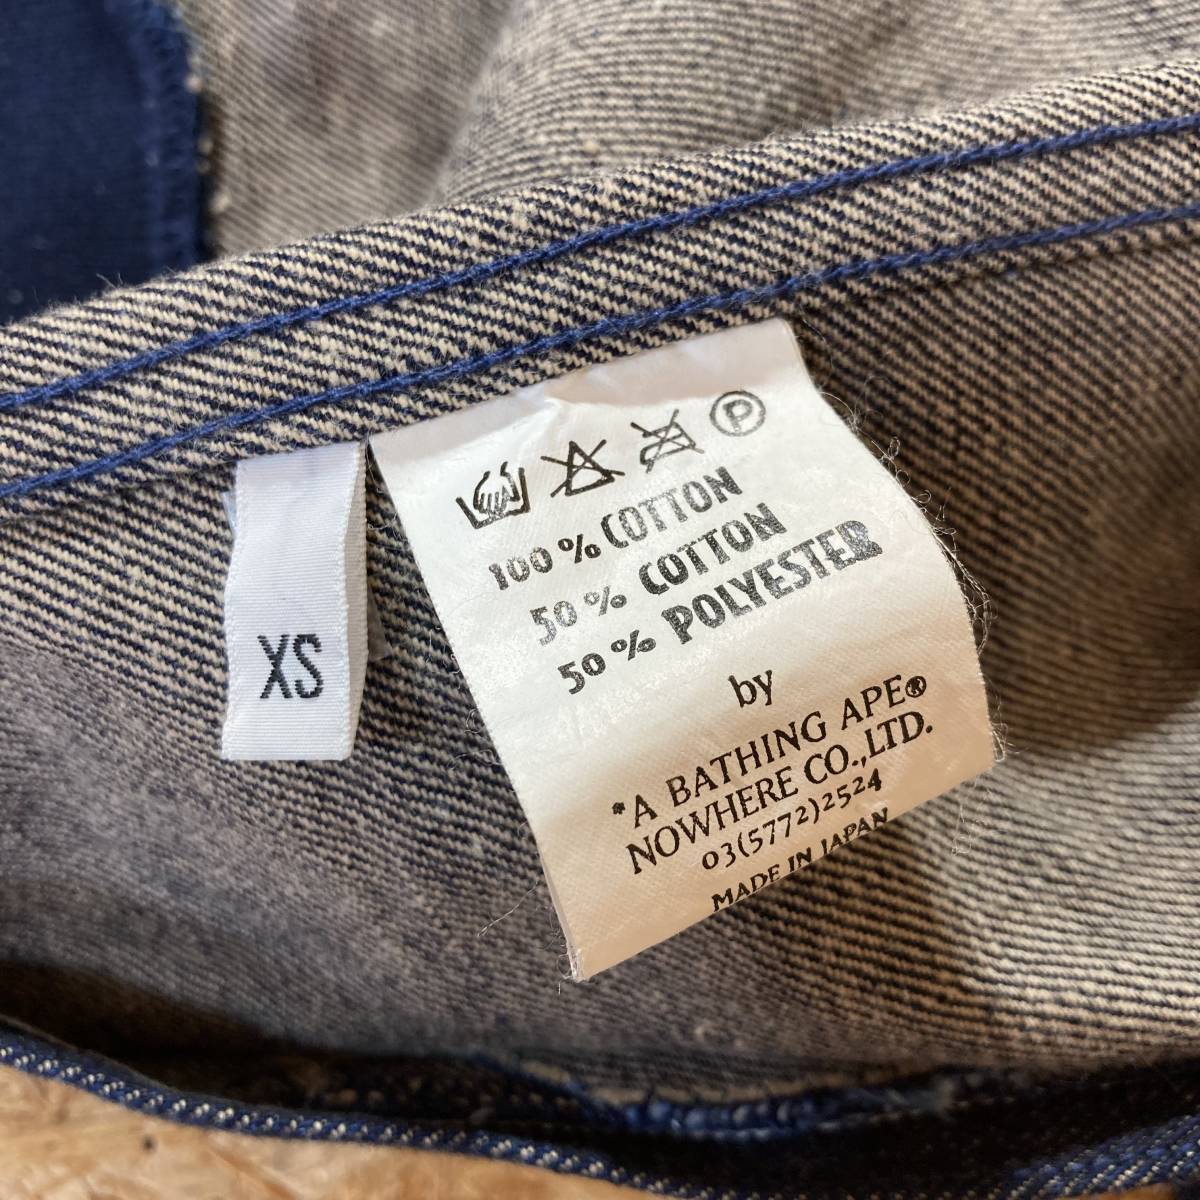 XS
P
100% COTTON
50% COTTON
50% POLYESTER
by
*A BATHING APE®
NOWHERE CO.,LTD.
03(5772)2524
MADE IN JAPAN